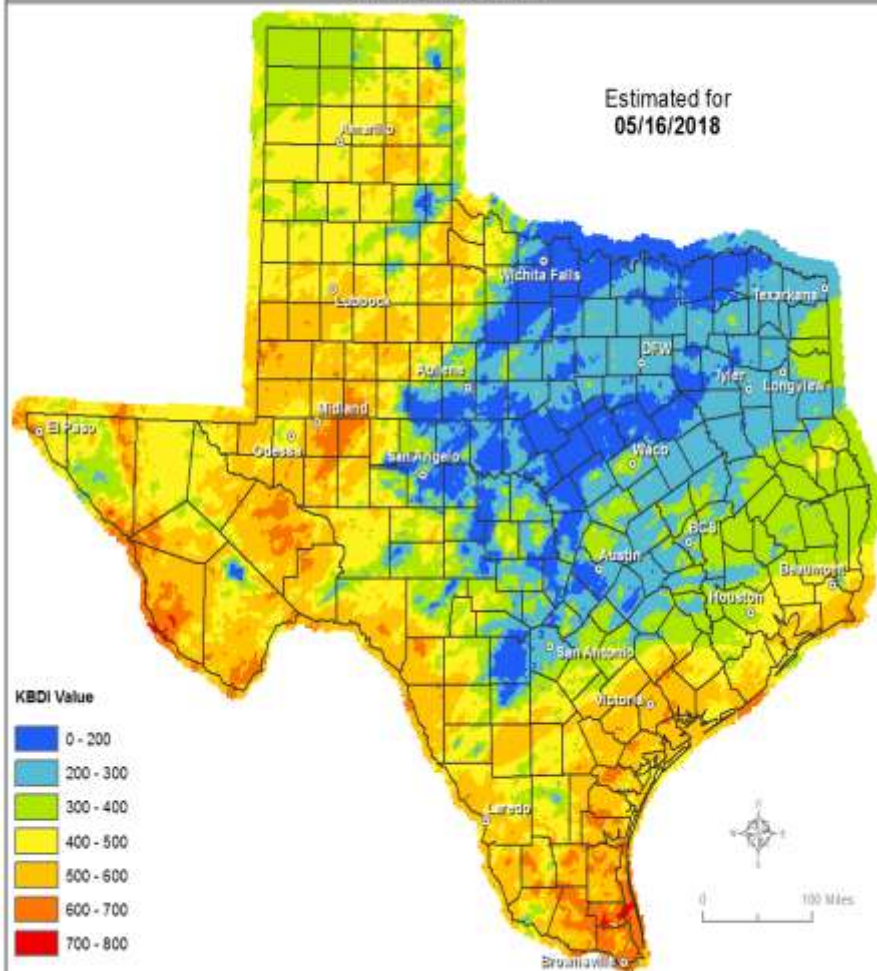 Estimated for
05/16/2018
Amarillo
Wichita Falls
Texarkana
Lubbock
DFW
Abilene
Tyler
Longview
Midland
El Paso
Odessa
San Angelo
Waco
BCS
Austin
Beaumont
Houston
San Antonio
Victoria
Laredo
Brownsville
KBDI Value
0 - 200
200 - 300
300 - 400
400 - 500
500 - 600
600 - 700
700 - 800
N
W E
S
0 100 Miles